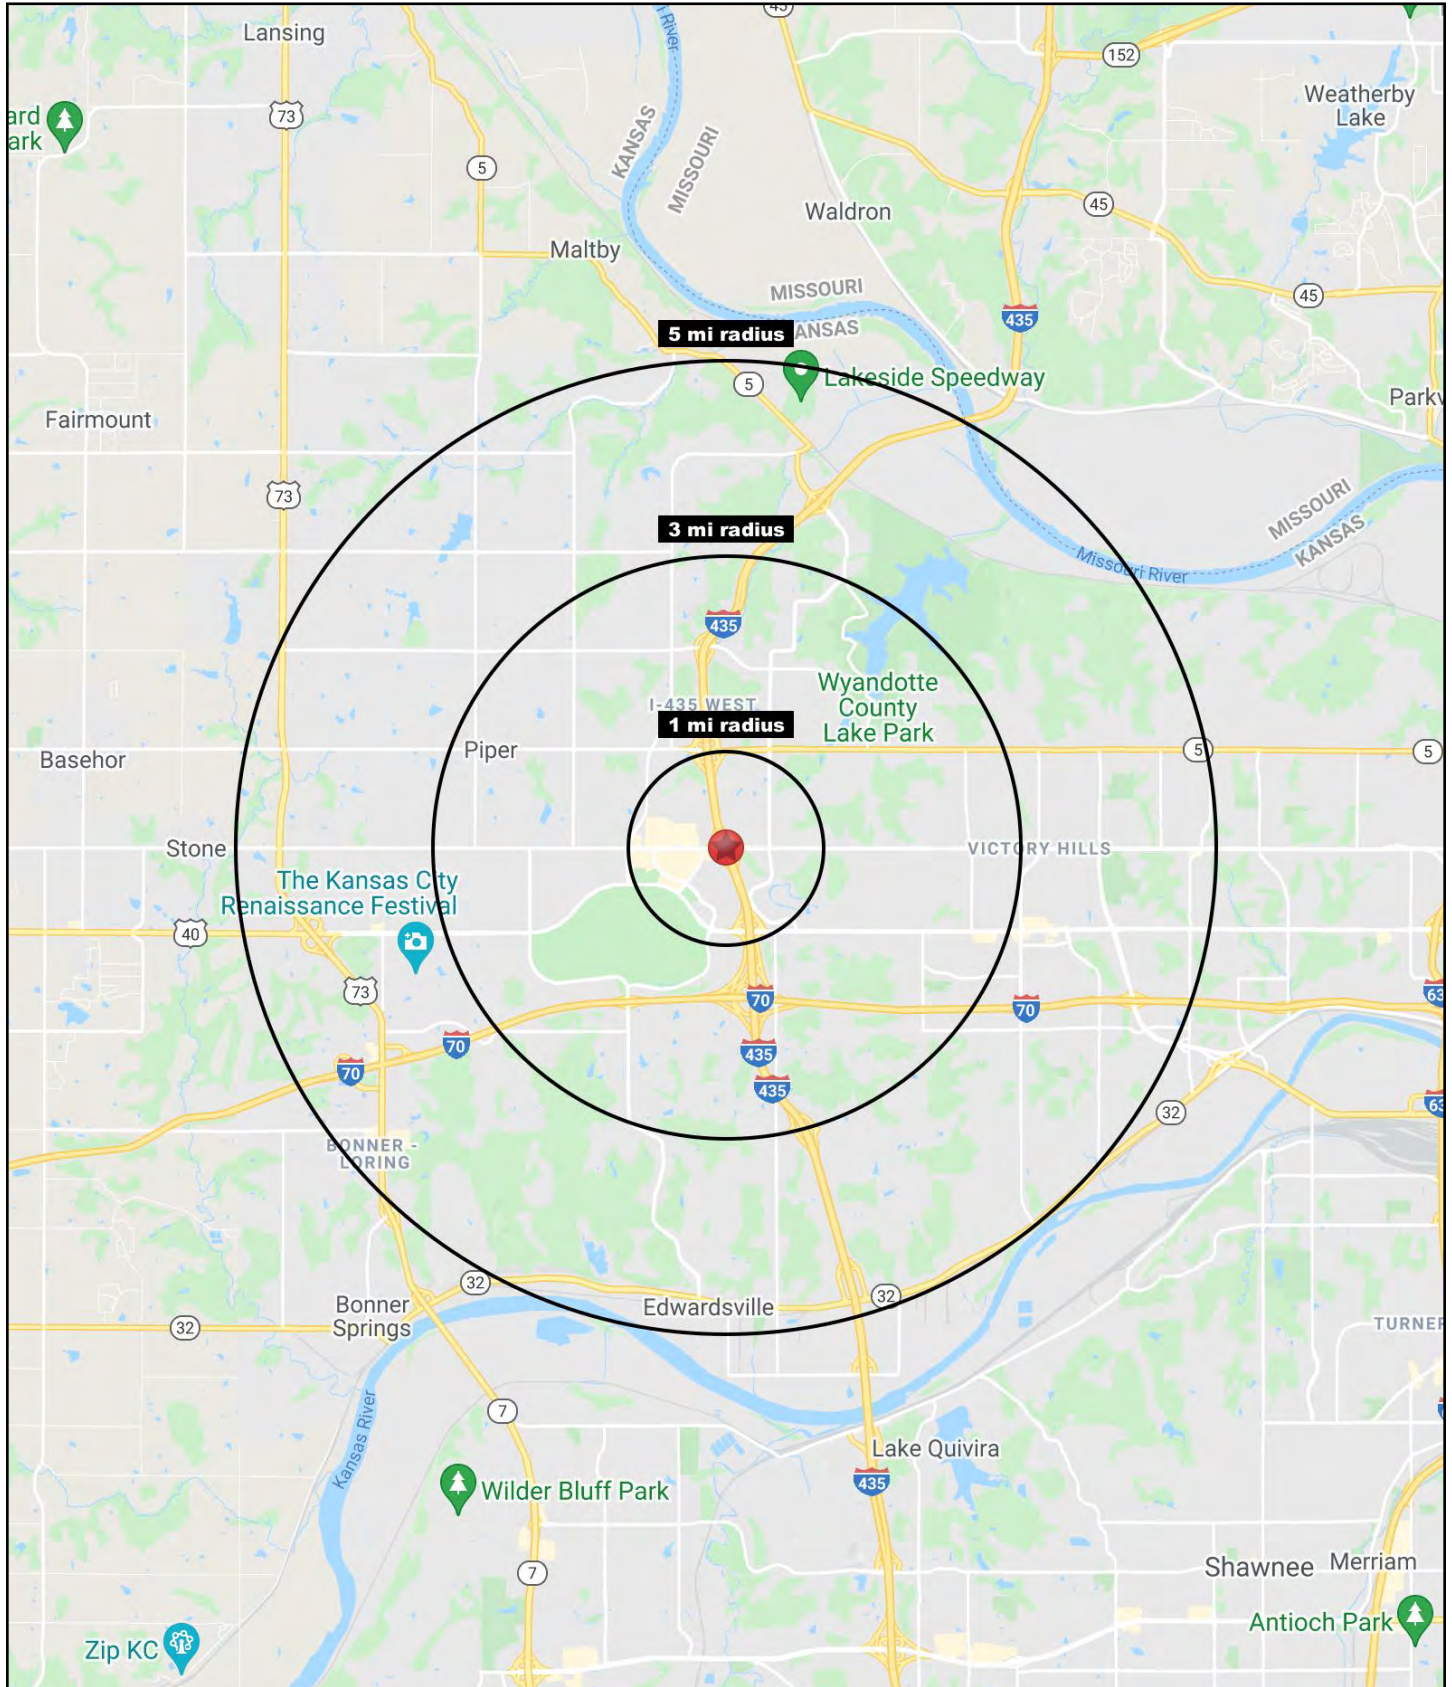 45
i River
Lansing
152
Weatherby
Lake
ard
ark
73
KANSAS
MISSOURI
5
Waldron
45
Maltby
MISSOURI
45
435
5 mi radius
ANSAS
5
Lakeside Speedway
Parkv
Fairmount
73
MISSOURI
KANSAS
3 mi radius
Missouri River
435
Wyandotte
County
Lake Park
I-435 WEST
1 mi radius
Piper
5
5
Basehor
Stone
VICTORY HILLS
The Kansas City
Renaissance Festival
40
73
70
70
63
70
435
70
435
63
32
BONNER -
LORING
32
Bonner
Springs
Edwardsville
32
32
TURNER
Kansas River
7
Lake Quivira
435
Wilder Bluff Park
7
Shawnee
Merriam
Antioch Park
Zip KC